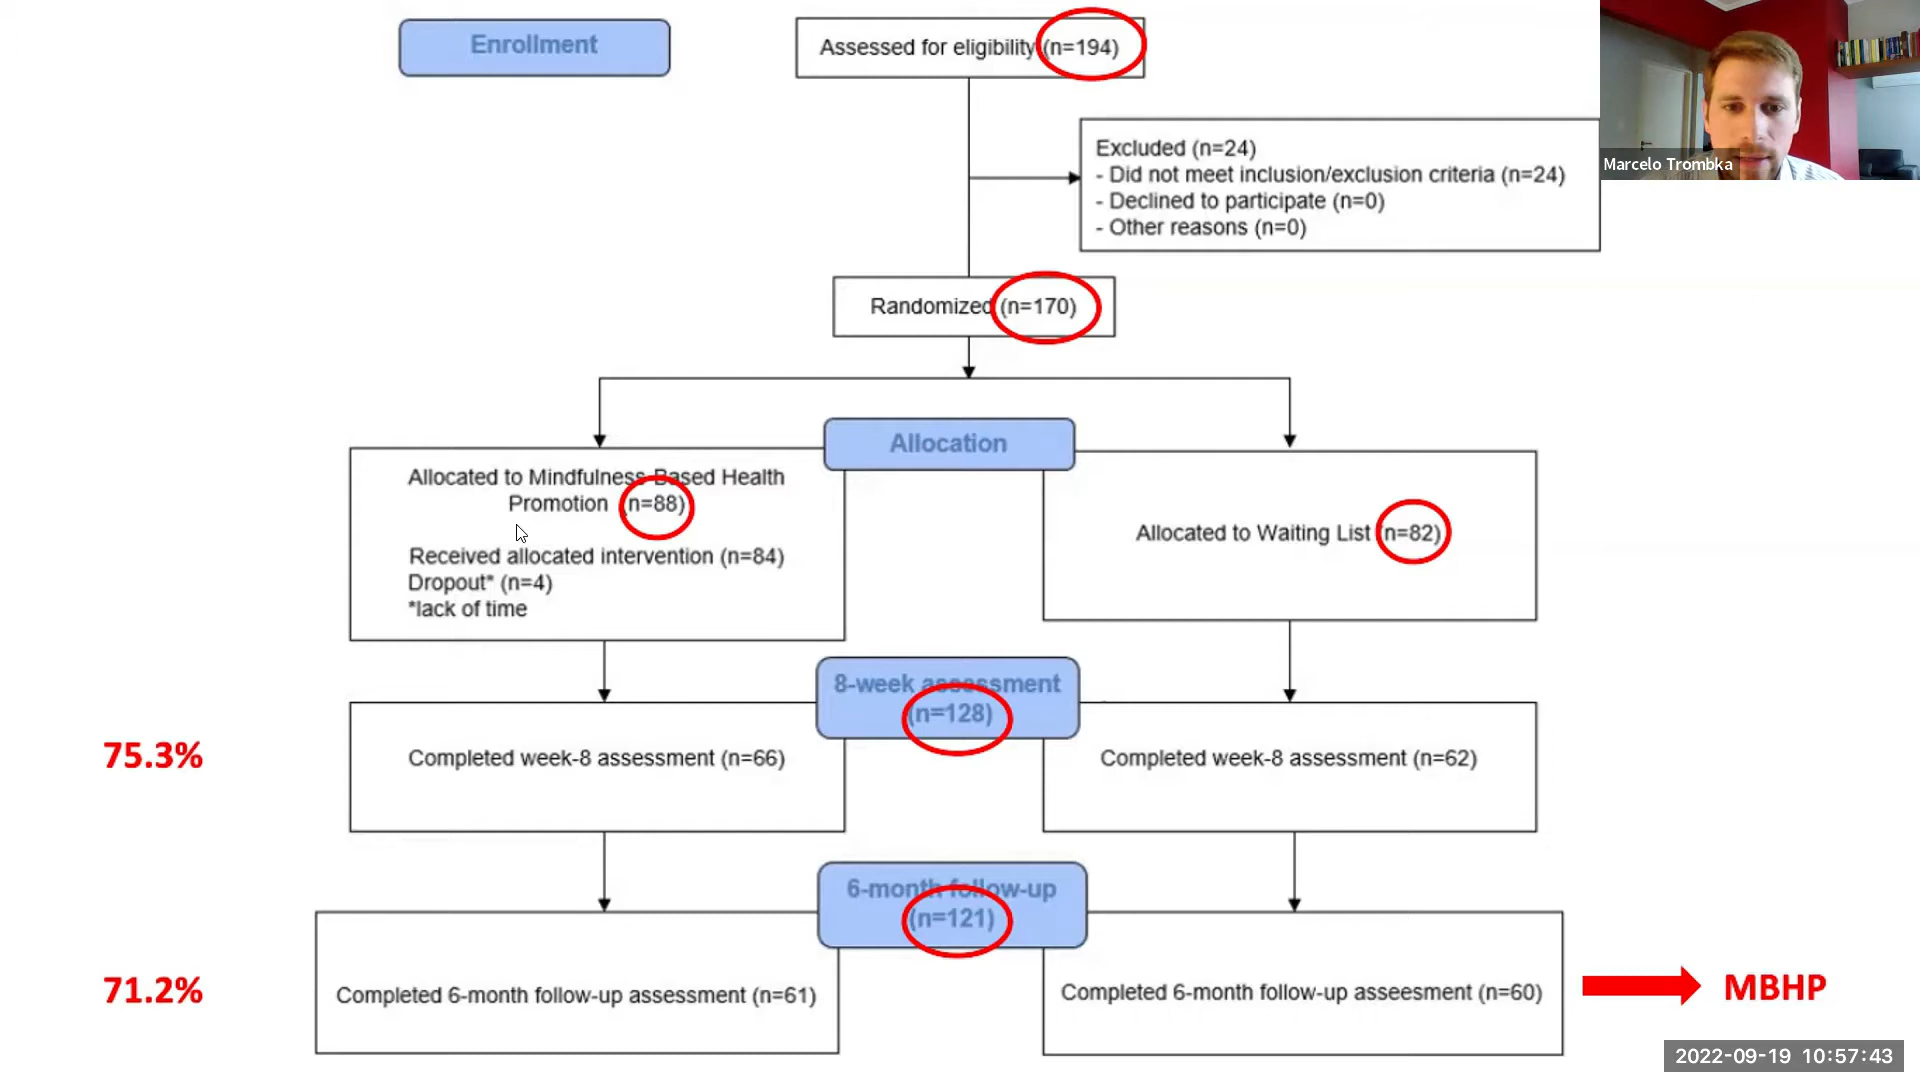 Enrollment
Assessed for eligibility (n=194)
Marcelo Trombka
Excluded (n=24)
- Did not meet inclusion/exclusion criteria (n=24)
- Declined to participate (n=0)
- Other reasons (n=0)
Randomized (n=170)
Allocation
Allocated to Mindfulness-Based Health
Promotion (n=88)
Received allocated intervention (n=84)
Dropout* (n=4)
*lack of time
Allocated to Waiting List (n=82)
8-week assessment
(n=128)
75.3%
Completed week-8 assessment (n=66)
Completed week-8 assessment (n=62)
6-month follow-up
(n=121)
71.2%
Completed 6-month follow-up assessment (n=61)
Completed 6-month follow-up asseesment (n=60)
MBHP
2022-09-19 10:57:43